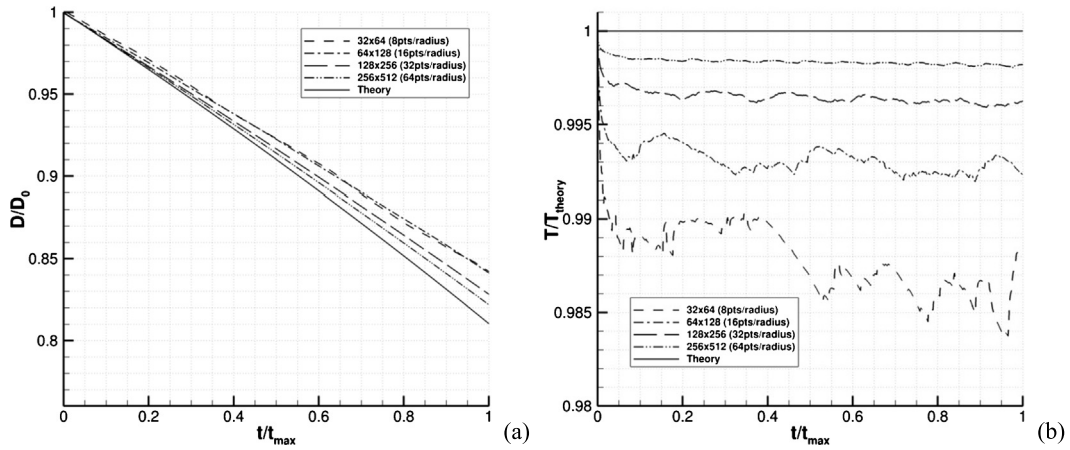 1
0.95
0.9
0.85
0.8
D/D0
0
0.2
0.4
0.6
0.8
1
t/tmax
32x64 (8pts/radius)
64x128 (16pts/radius)
128x256 (32pts/radius)
256x512 (64pts/radius)
Theory
(a)
1
0.995
0.99
0.985
0.98
T/Ttheory
0
0.2
0.4
0.6
0.8
1
t/tmax
32x64 (8pts/radius)
64x128 (16pts/radius)
128x256 (32pts/radius)
256x512 (64pts/radius)
Theory
(b)